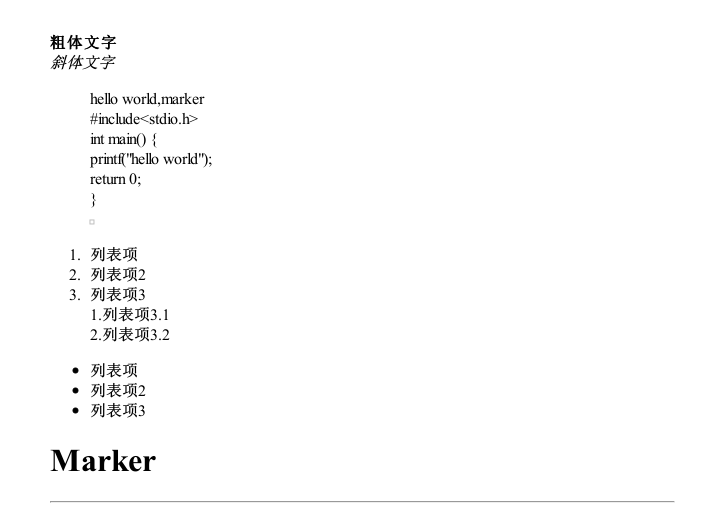 粗体文字
斜体文字
hello world,marker
#include<stdio.h>
int main() {
printf("hello world");
return 0;
}
1. 列表项
2. 列表项2
3. 列表项3
1.列表项3.1
2.列表项3.2
• 列表项
• 列表项2
• 列表项3
Marker